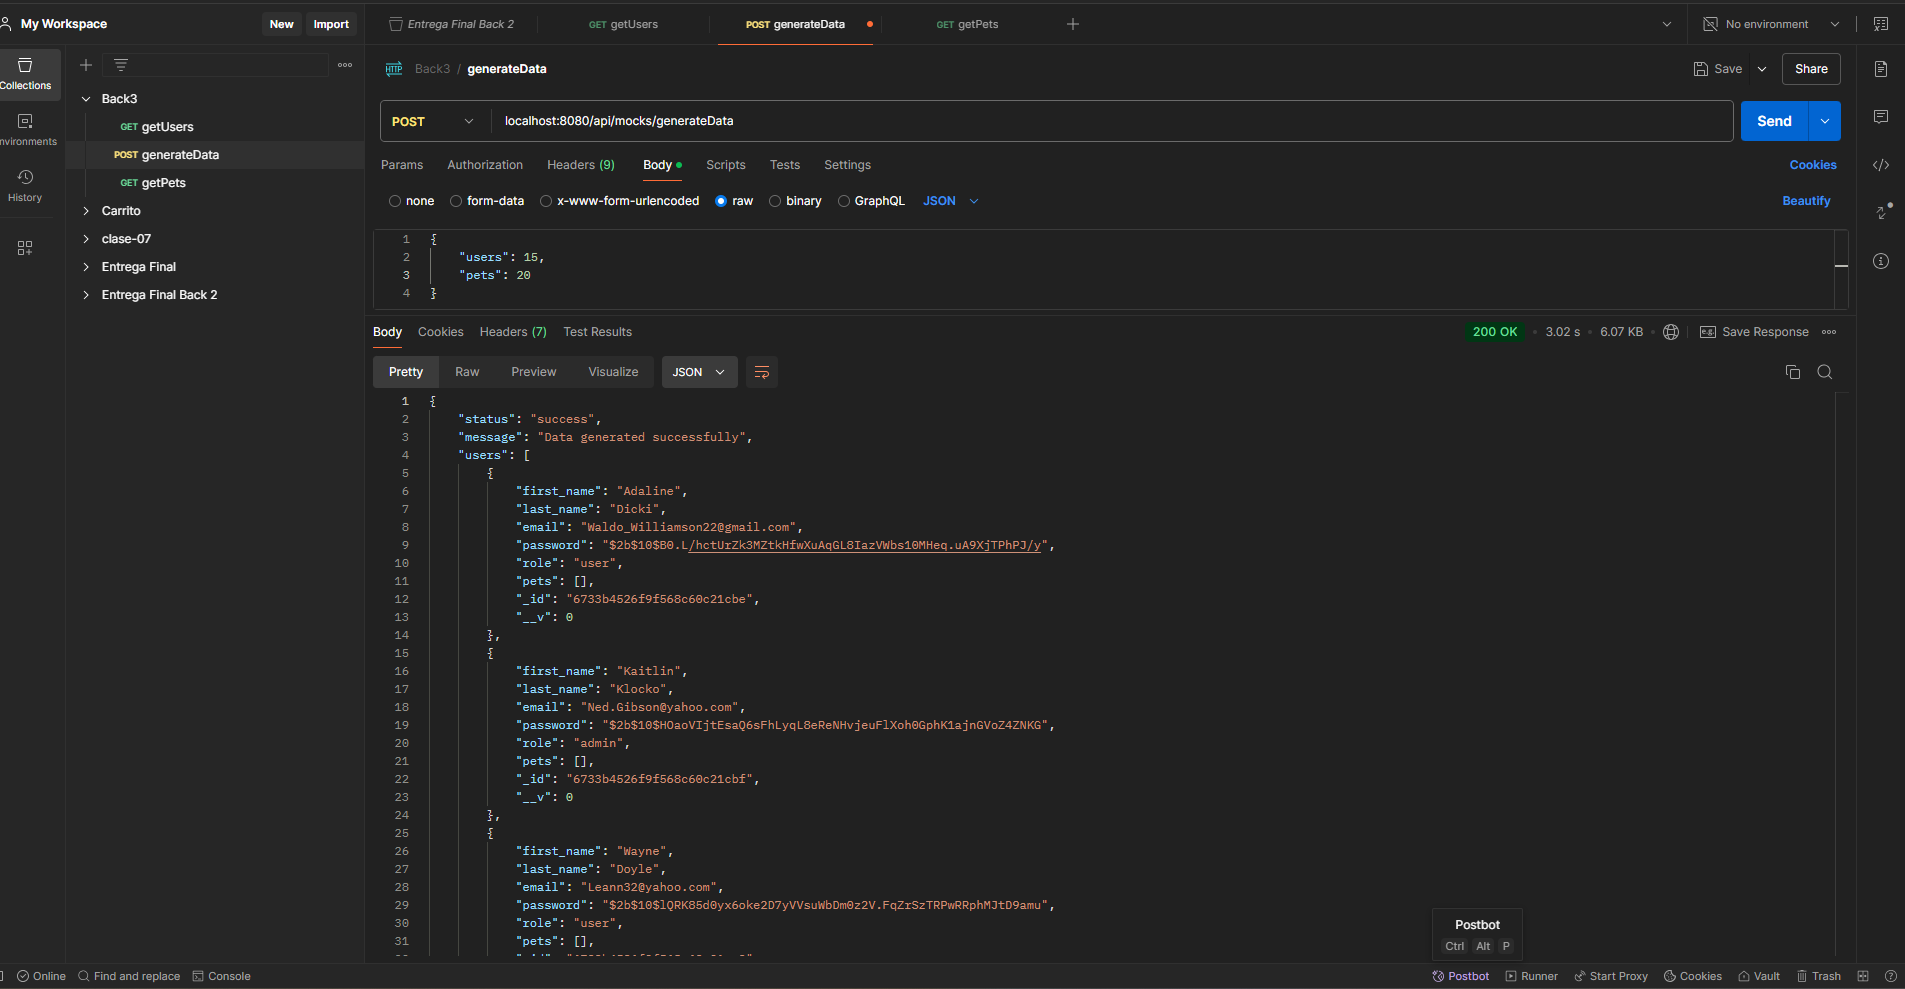 My Workspace
New
Import
Entrega Final Back 2
GET getUsers
POST generateData
GET getPets
No environment
Collections
nvironments
History
Back3
GET getUsers
POST generateData
GET getPets
Carrito
clase-07
Entrega Final
Entrega Final Back 2
HTTP Back3 / generateData
Save
Share
POST
localhost:8080/api/mocks/generateData
Send
Params
Authorization
Headers (9)
Body
Scripts
Tests
Settings
Cookies
none
form-data
x-www-form-urlencoded
raw
binary
GraphQL
JSON
Beautify
1 {
2 "users": 15,
3 "pets": 20
4 }
Body
Cookies
Headers (7)
Test Results
200 OK
3.02 s
6.07 KB
e.g. Save Response
Pretty
Raw
Preview
Visualize
JSON
1 {
2 "status": "success",
3 "message": "Data generated successfully",
4 "users": [
5 {
6 "first_name": "Adaline",
7 "last_name": "Dicki",
8 "email": "Waldo_Williamson22@gmail.com",
9 "password": "$2b$10$B0.L/hctUrZk3MZtkHfwXuAqGL8IazVWbs10MHeq.uA9XjTPhPJ/y",
10 "role": "user",
11 "pets": [],
12 "_id": "6733b4526f9f568c60c21cbe",
13 "__v": 0
14 },
15 {
16 "first_name": "Kaitlin",
17 "last_name": "Klocko",
18 "email": "Ned.Gibson@yahoo.com",
19 "password": "$2b$10$HOaoVIjtEsaQ6sFhLyqL8eReNHvjeuFlXoh0GphK1ajnGVoZ4ZNKG",
20 "role": "admin",
21 "pets": [],
22 "_id": "6733b4526f9f568c60c21cbf",
23 "__v": 0
24 },
25 {
26 "first_name": "Wayne",
27 "last_name": "Doyle",
28 "email": "Leann32@yahoo.com",
29 "password": "$2b$10$lQRK85d0yx6oke2D7yVVsuWbDm0z2V.FqZrSzTRPwRRphMJtD9amu",
30 "role": "user",
31 "pets": [],
Postbot
Ctrl Alt P
Online
Find and replace
Console
Postbot
Runner
Start Proxy
Cookies
Vault
Trash